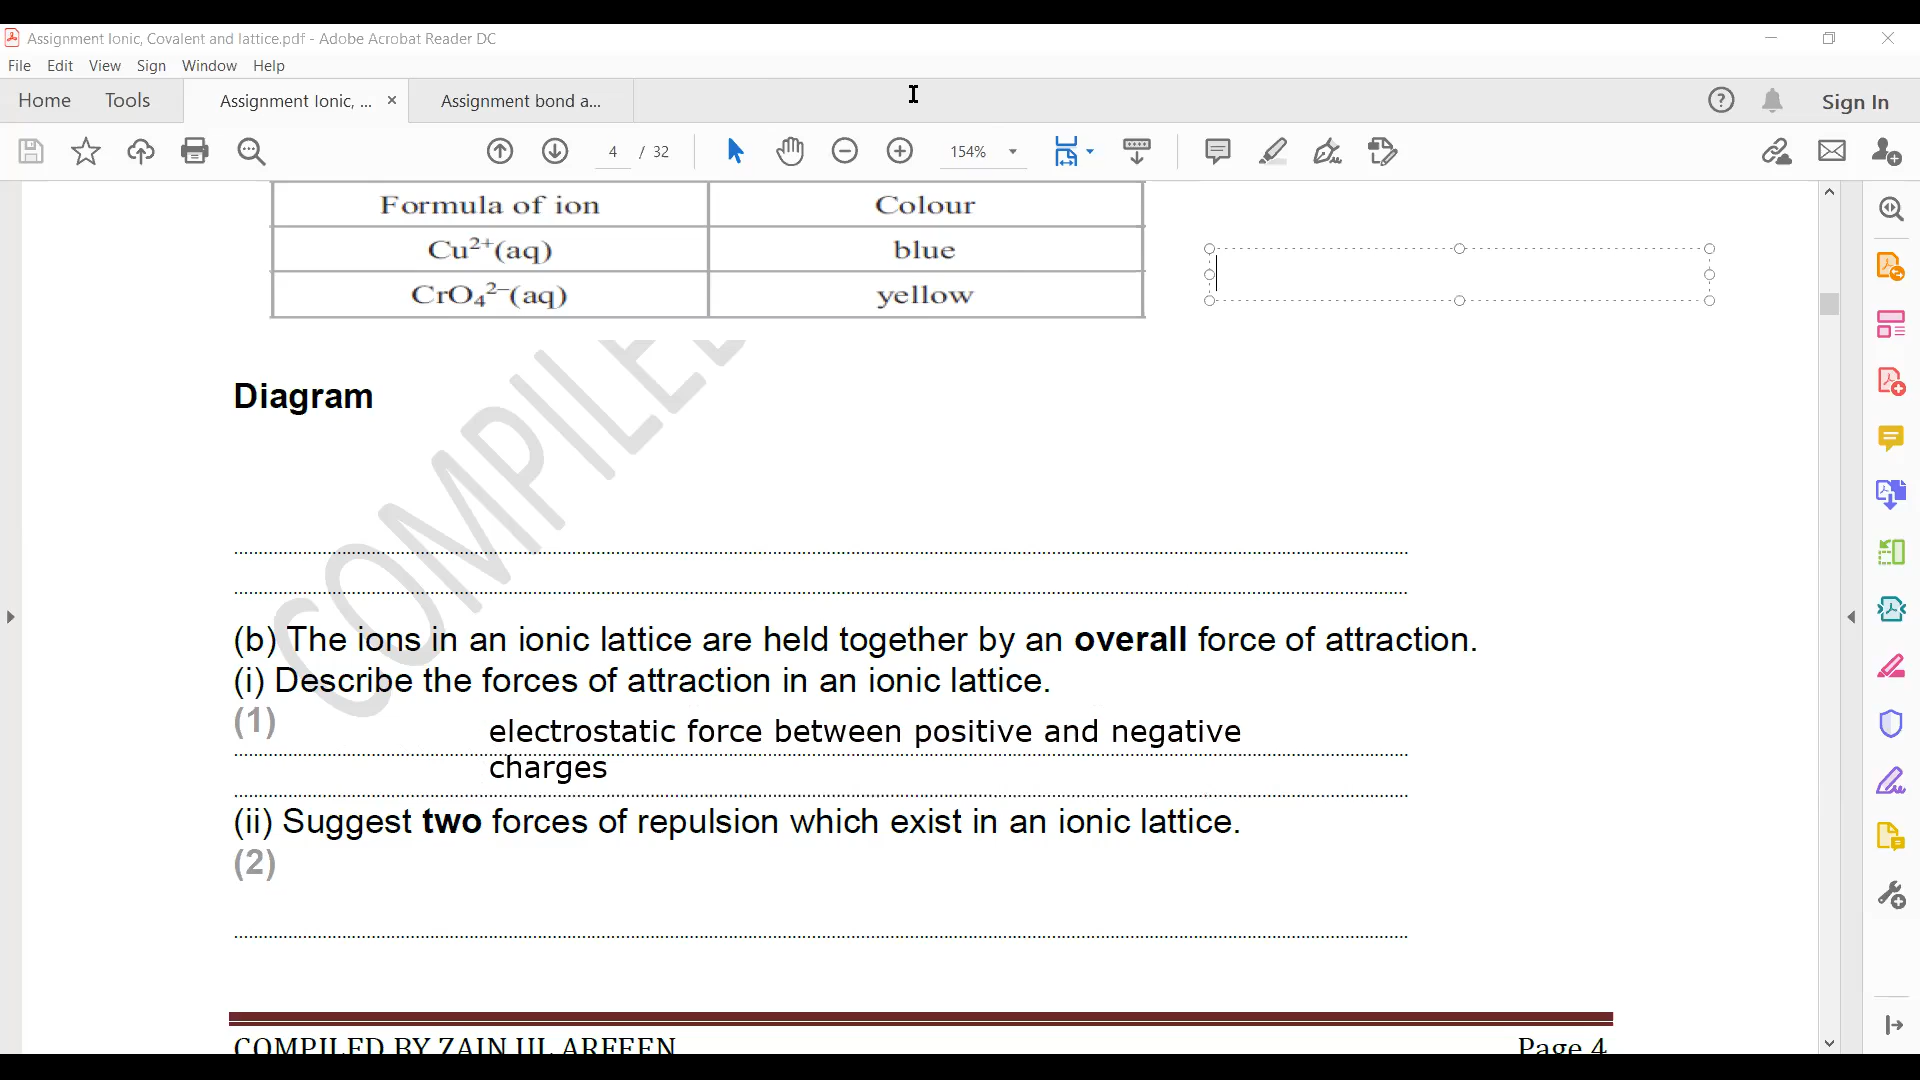 Assignment Ionic, Covalent and lattice.pdf - Adobe Acrobat Reader DC
File Edit View Sign Window Help
Home Tools Assignment Ionic, ... × Assignment bond a... Sign In
4 / 32 154%
Formula of ion Colour
Cu²⁺(aq) blue
CrO₄²⁻(aq) yellow
Diagram
(b) The ions in an ionic lattice are held together by an overall force of attraction.
(i) Describe the forces of attraction in an ionic lattice.
(1)
electrostatic force between positive and negative
charges
(ii) Suggest two forces of repulsion which exist in an ionic lattice.
(2)
COMPILED BY ZAIN UL ARFEEN Page 4